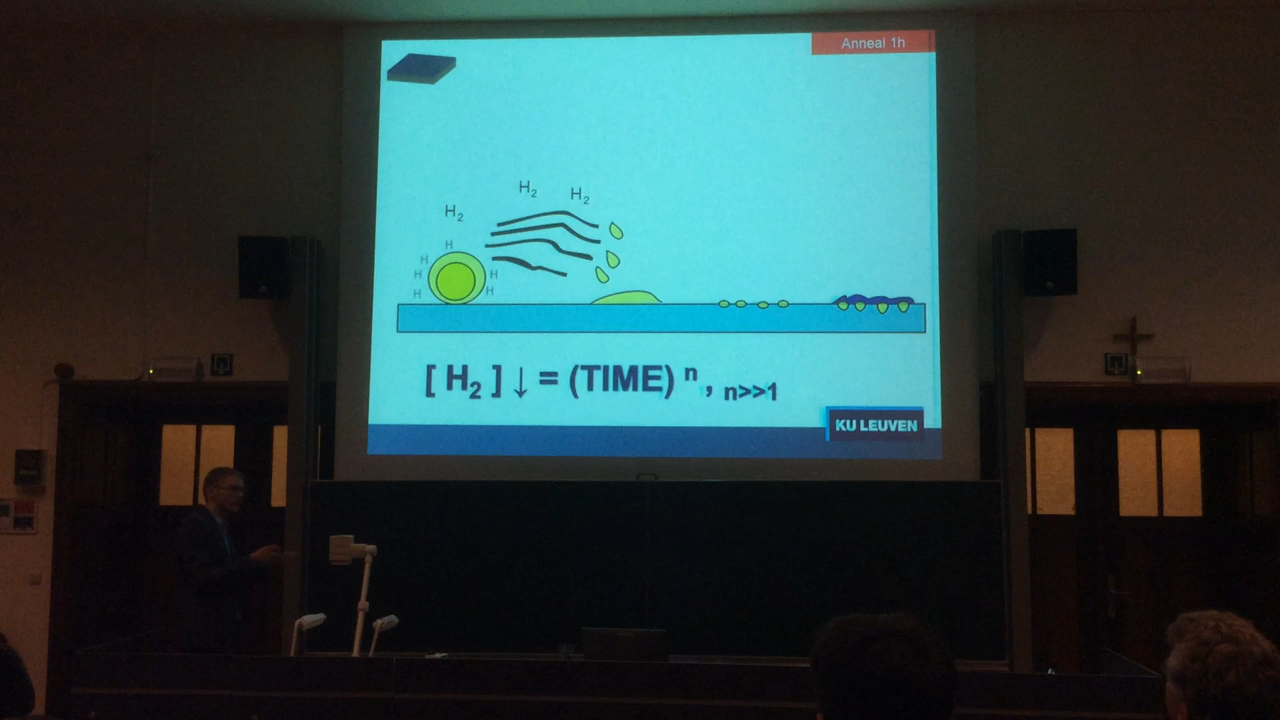 Anneal 1h
H₂ H₂
H₂
H
H
H H
H H
[ H₂ ] ↓ = (TIME) ⁿ, n>>1
KU LEUVEN